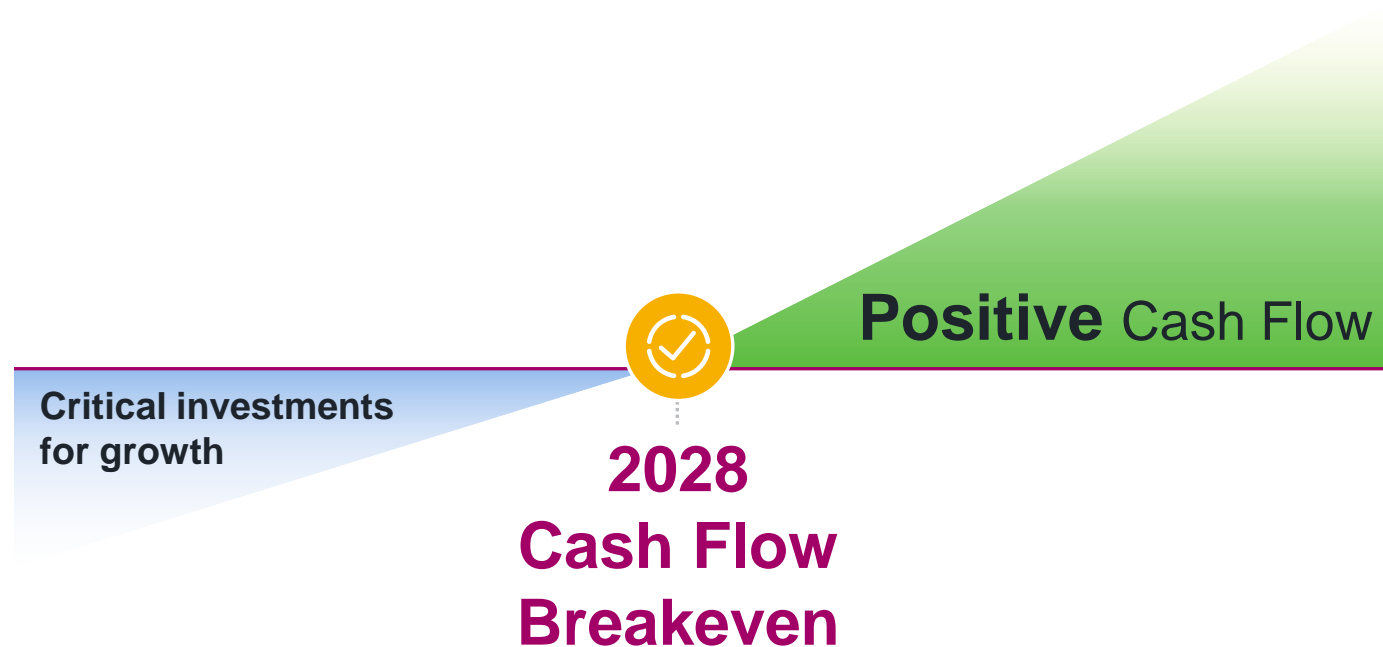 Positive Cash Flow
Critical investments
for growth
2028
Cash Flow
Breakeven